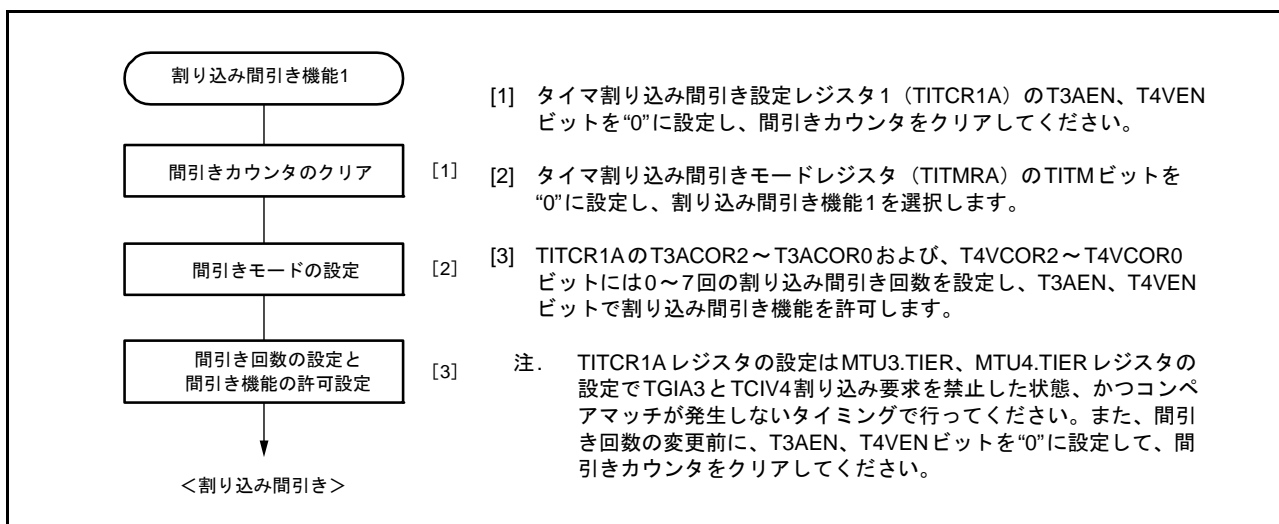 割り込み間引き機能1
間引きカウンタのクリア
[1]
間引きモードの設定
[2]
間引き回数の設定と
間引き機能の許可設定
[3]
＜割り込み間引き＞
[1] タイマ割り込み間引き設定レジスタ1（TITCR1A）のT3AEN、T4VEN
ビットを“0”に設定し、間引きカウンタをクリアしてください。
[2] タイマ割り込み間引きモードレジスタ（TITMRA）のTITMビットを
“0”に設定し、割り込み間引き機能1を選択します。
[3] TITCR1AのT3ACOR2～T3ACOR0および、T4VCOR2～T4VCOR0
ビットには0～7回の割り込み間引き回数を設定し、T3AEN、T4VEN
ビットで割り込み間引き機能を許可します。
注. TITCR1Aレジスタの設定はMTU3.TIER、MTU4.TIERレジスタの
設定でTGIA3とTCIV4割り込み要求を禁止した状態、かつコンペ
アマッチが発生しないタイミングで行ってください。また、間引
き回数の変更前に、T3AEN、T4VENビットを“0”に設定して、間
引きカウンタをクリアしてください。